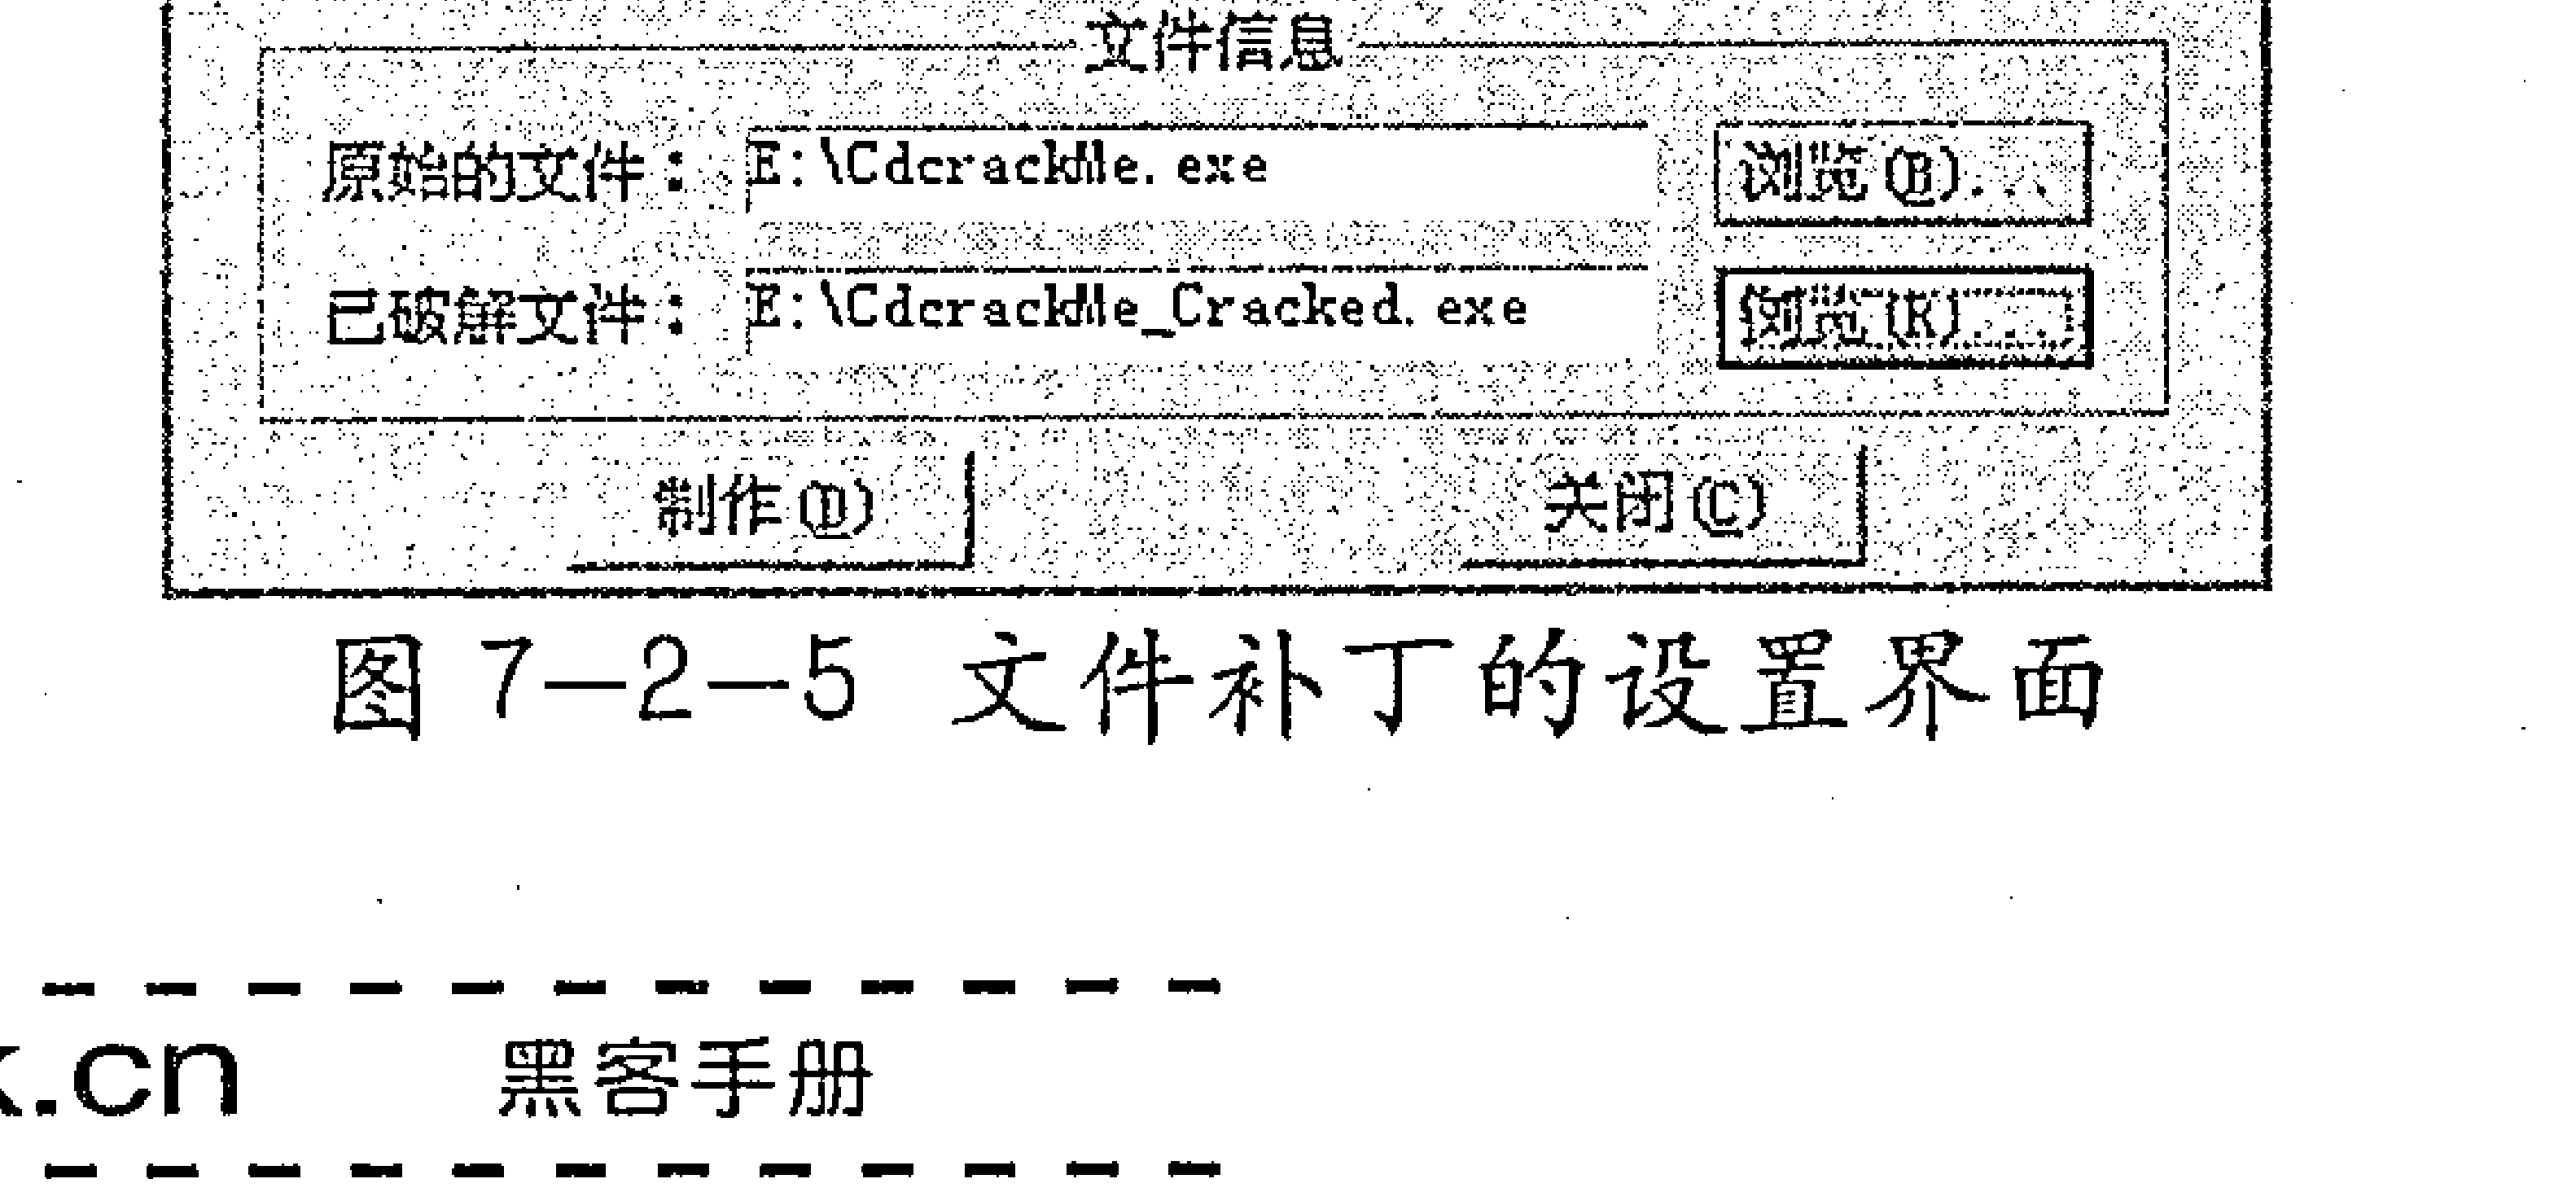 文件信息
原始的文件： E:\CdcrackMe.exe 浏览(B)...
已破解文件： E:\CdcrackMe_Cracked.exe 浏览(K)...
制作(D) 关闭(C)
图 7-2-5 文件补丁的设置界面
k.cn 黑客手册